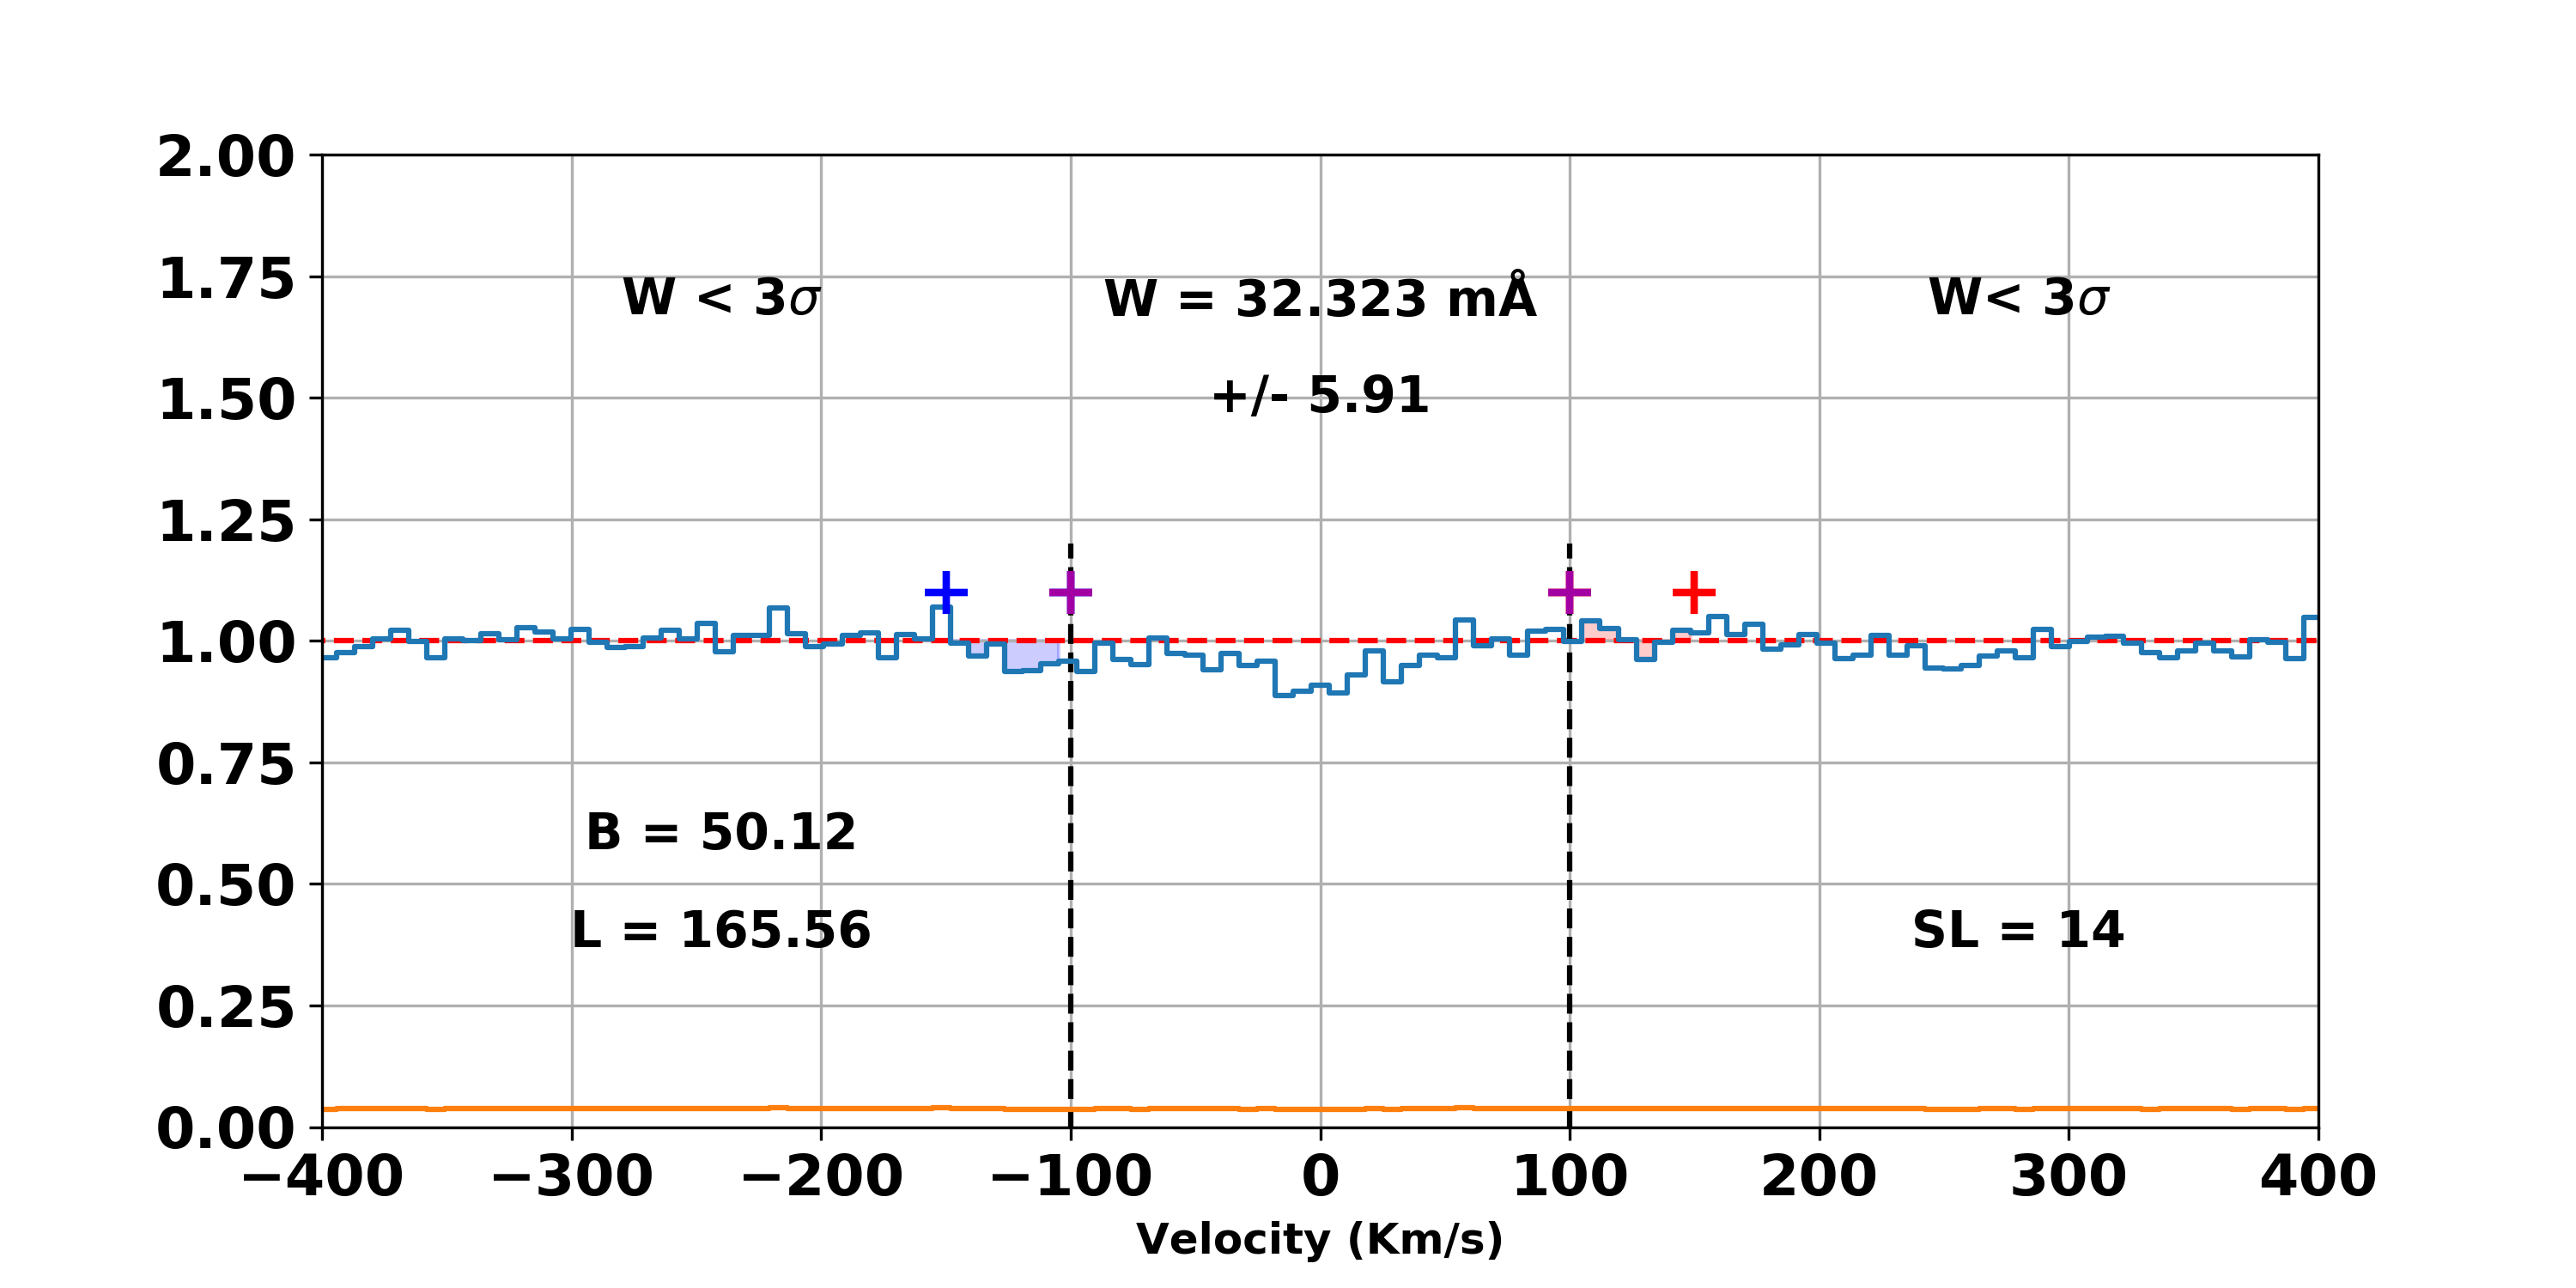 2.00
1.75
W < 3σ
W = 32.323 mÅ
W< 3σ
1.50
+/- 5.91
1.25
1.00
0.75
B = 50.12
0.50
L = 165.56
SL = 14
0.25
0.00
−400 −300 −200 −100 0 100 200 300 400
Velocity (Km/s)